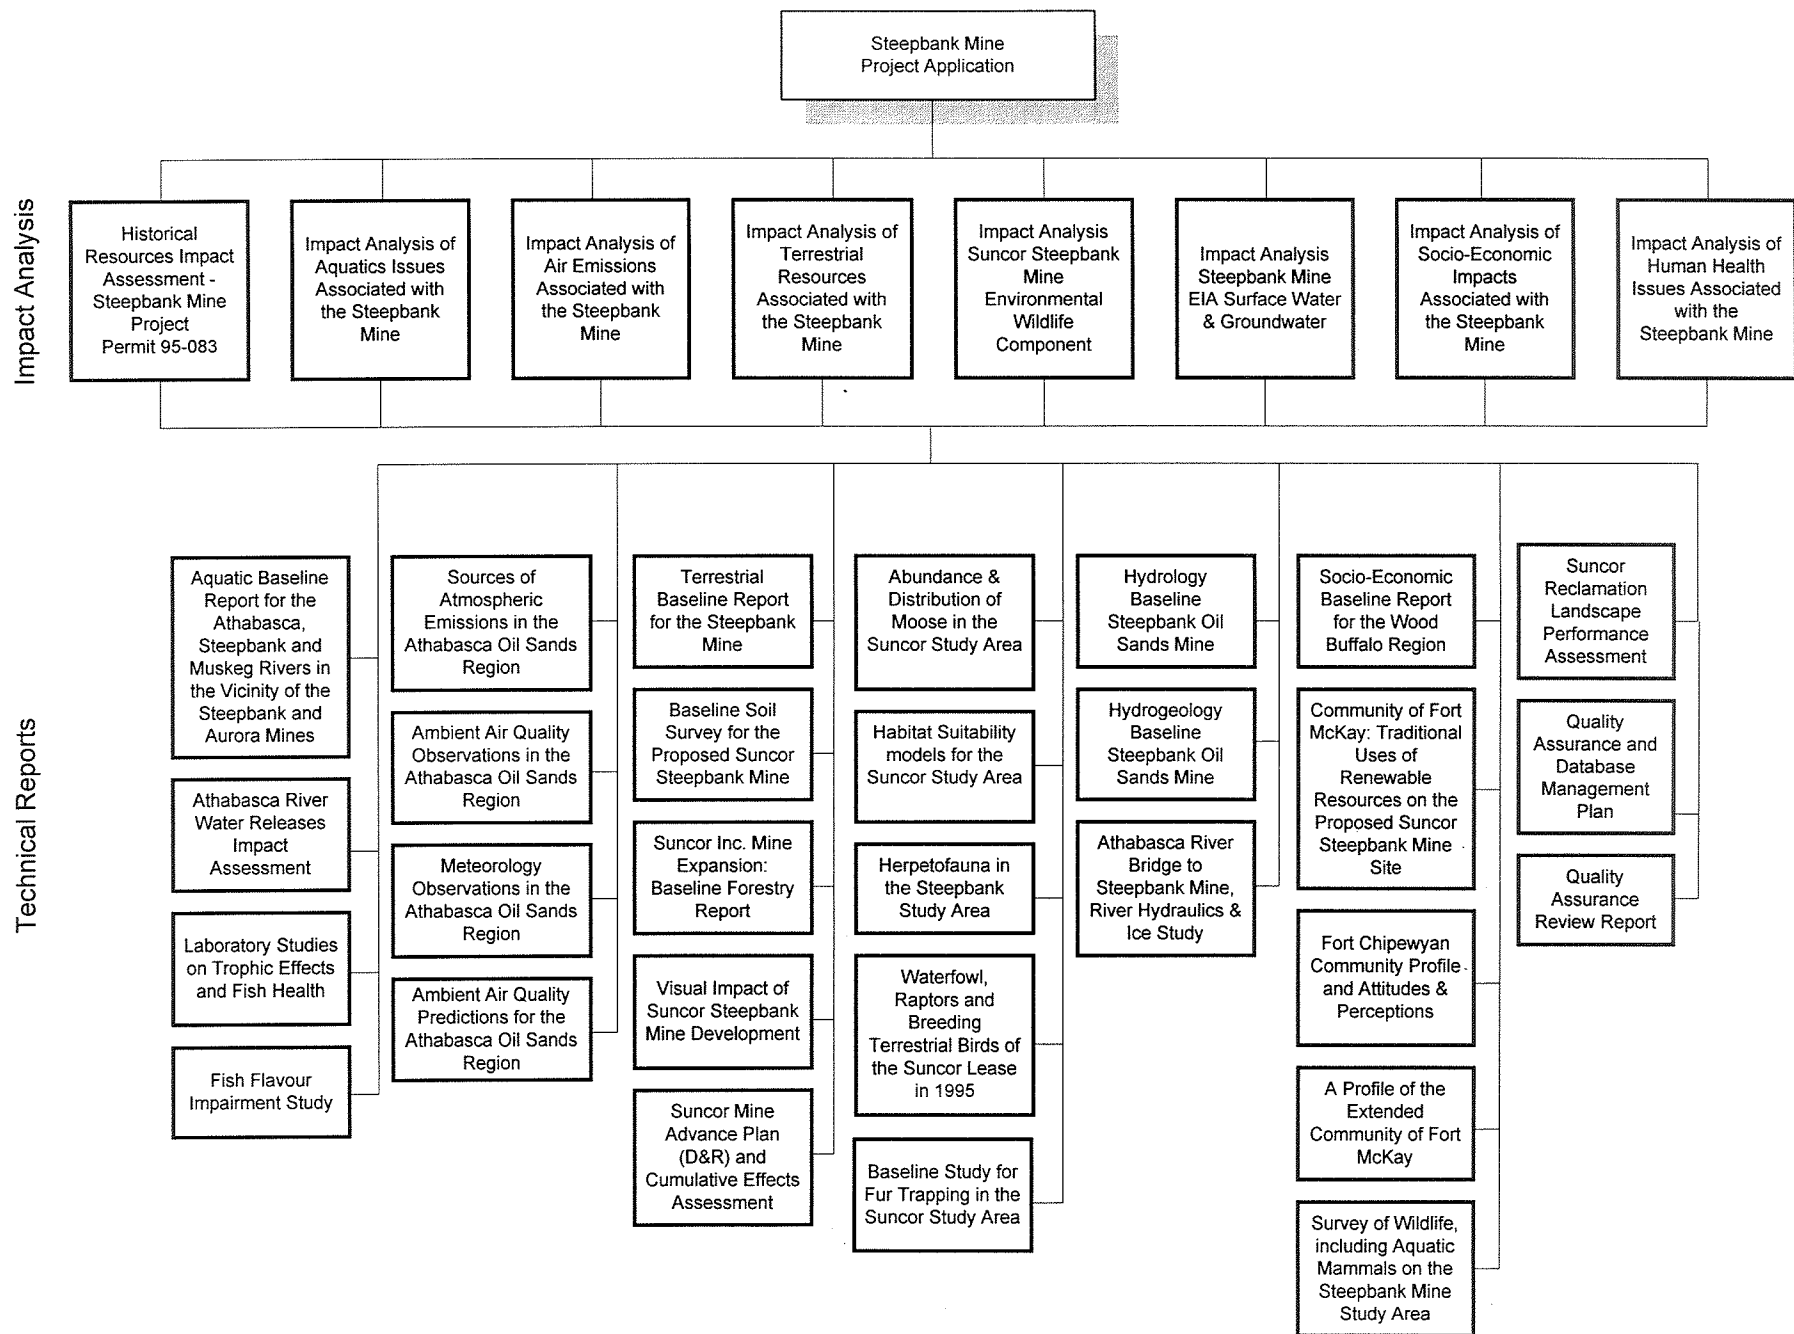 Steepbank Mine
Project Application
Impact Analysis
Historical
Resources Impact
Assessment -
Steepbank Mine
Project
Permit 95-083
Impact Analysis of
Aquatics Issues
Associated with
the Steepbank
Mine
Impact Analysis of
Air Emissions
Associated with
the Steepbank
Mine
Impact Analysis of
Terrestrial
Resources
Associated with
the Steepbank
Mine
Impact Analysis
Suncor Steepbank
Mine
Environmental
Wildlife
Component
Impact Analysis
Steepbank Mine
EIA Surface Water
& Groundwater
Impact Analysis of
Socio-Economic
Impacts
Associated with
the Steepbank
Mine
Impact Analysis of
Human Health
Issues Associated
with the
Steepbank Mine
Technical Reports
Aquatic Baseline
Report for the
Athabasca,
Steepbank and
Muskeg Rivers in
the Vicinity of the
Steepbank and
Aurora Mines
Athabasca River
Water Releases
Impact
Assessment
Laboratory Studies
on Trophic Effects
and Fish Health
Fish Flavour
Impairment Study
Sources of
Atmospheric
Emissions in the
Athabasca Oil Sands
Region
Ambient Air Quality
Observations in the
Athabasca Oil Sands
Region
Meteorology
Observations in the
Athabasca Oil Sands
Region
Ambient Air Quality
Predictions for the
Athabasca Oil Sands
Region
Terrestrial
Baseline Report
for the Steepbank
Mine
Baseline Soil
Survey for the
Proposed Suncor
Steepbank Mine
Suncor Inc. Mine
Expansion:
Baseline Forestry
Report
Visual Impact of
Suncor Steepbank
Mine Development
Suncor Mine
Advance Plan
(D&R) and
Cumulative Effects
Assessment
Abundance &
Distribution of
Moose in the
Suncor Study Area
Habitat Suitability
models for the
Suncor Study Area
Herpetofauna in
the Steepbank
Study Area
Waterfowl,
Raptors and
Breeding
Terrestrial Birds of
the Suncor Lease
in 1995
Baseline Study for
Fur Trapping in the
Suncor Study Area
Hydrology
Baseline
Steepbank Oil
Sands Mine
Hydrogeology
Baseline
Steepbank Oil
Sands Mine
Athabasca River
Bridge to
Steepbank Mine,
River Hydraulics &
Ice Study
Socio-Economic
Baseline Report
for the Wood
Buffalo Region
Community of Fort
McKay: Traditional
Uses of
Renewable
Resources on the
Proposed Suncor
Steepbank Mine
Site
Fort Chipewyan
Community Profile
and Attitudes &
Perceptions
A Profile of the
Extended
Community of Fort
McKay
Survey of Wildlife,
including Aquatic
Mammals on the
Steepbank Mine
Study Area
Suncor
Reclamation
Landscape
Performance
Assessment
Quality
Assurance and
Database
Management
Plan
Quality
Assurance
Review Report